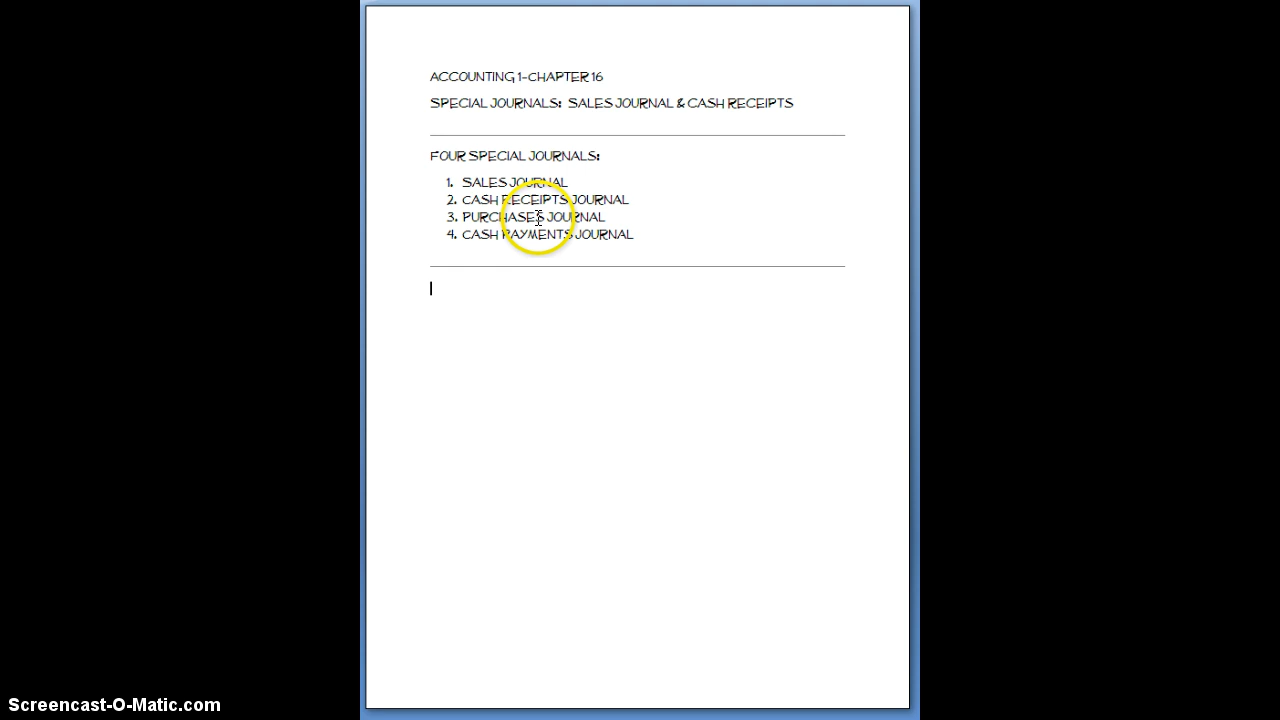 ACCOUNTING 1-CHAPTER 16
SPECIAL JOURNALS: SALES JOURNAL & CASH RECEIPTS
FOUR SPECIAL JOURNALS:
1. SALES JOURNAL
2. CASH RECEIPTS JOURNAL
3. PURCHASES JOURNAL
4. CASH PAYMENTS JOURNAL
Screencast-O-Matic.com